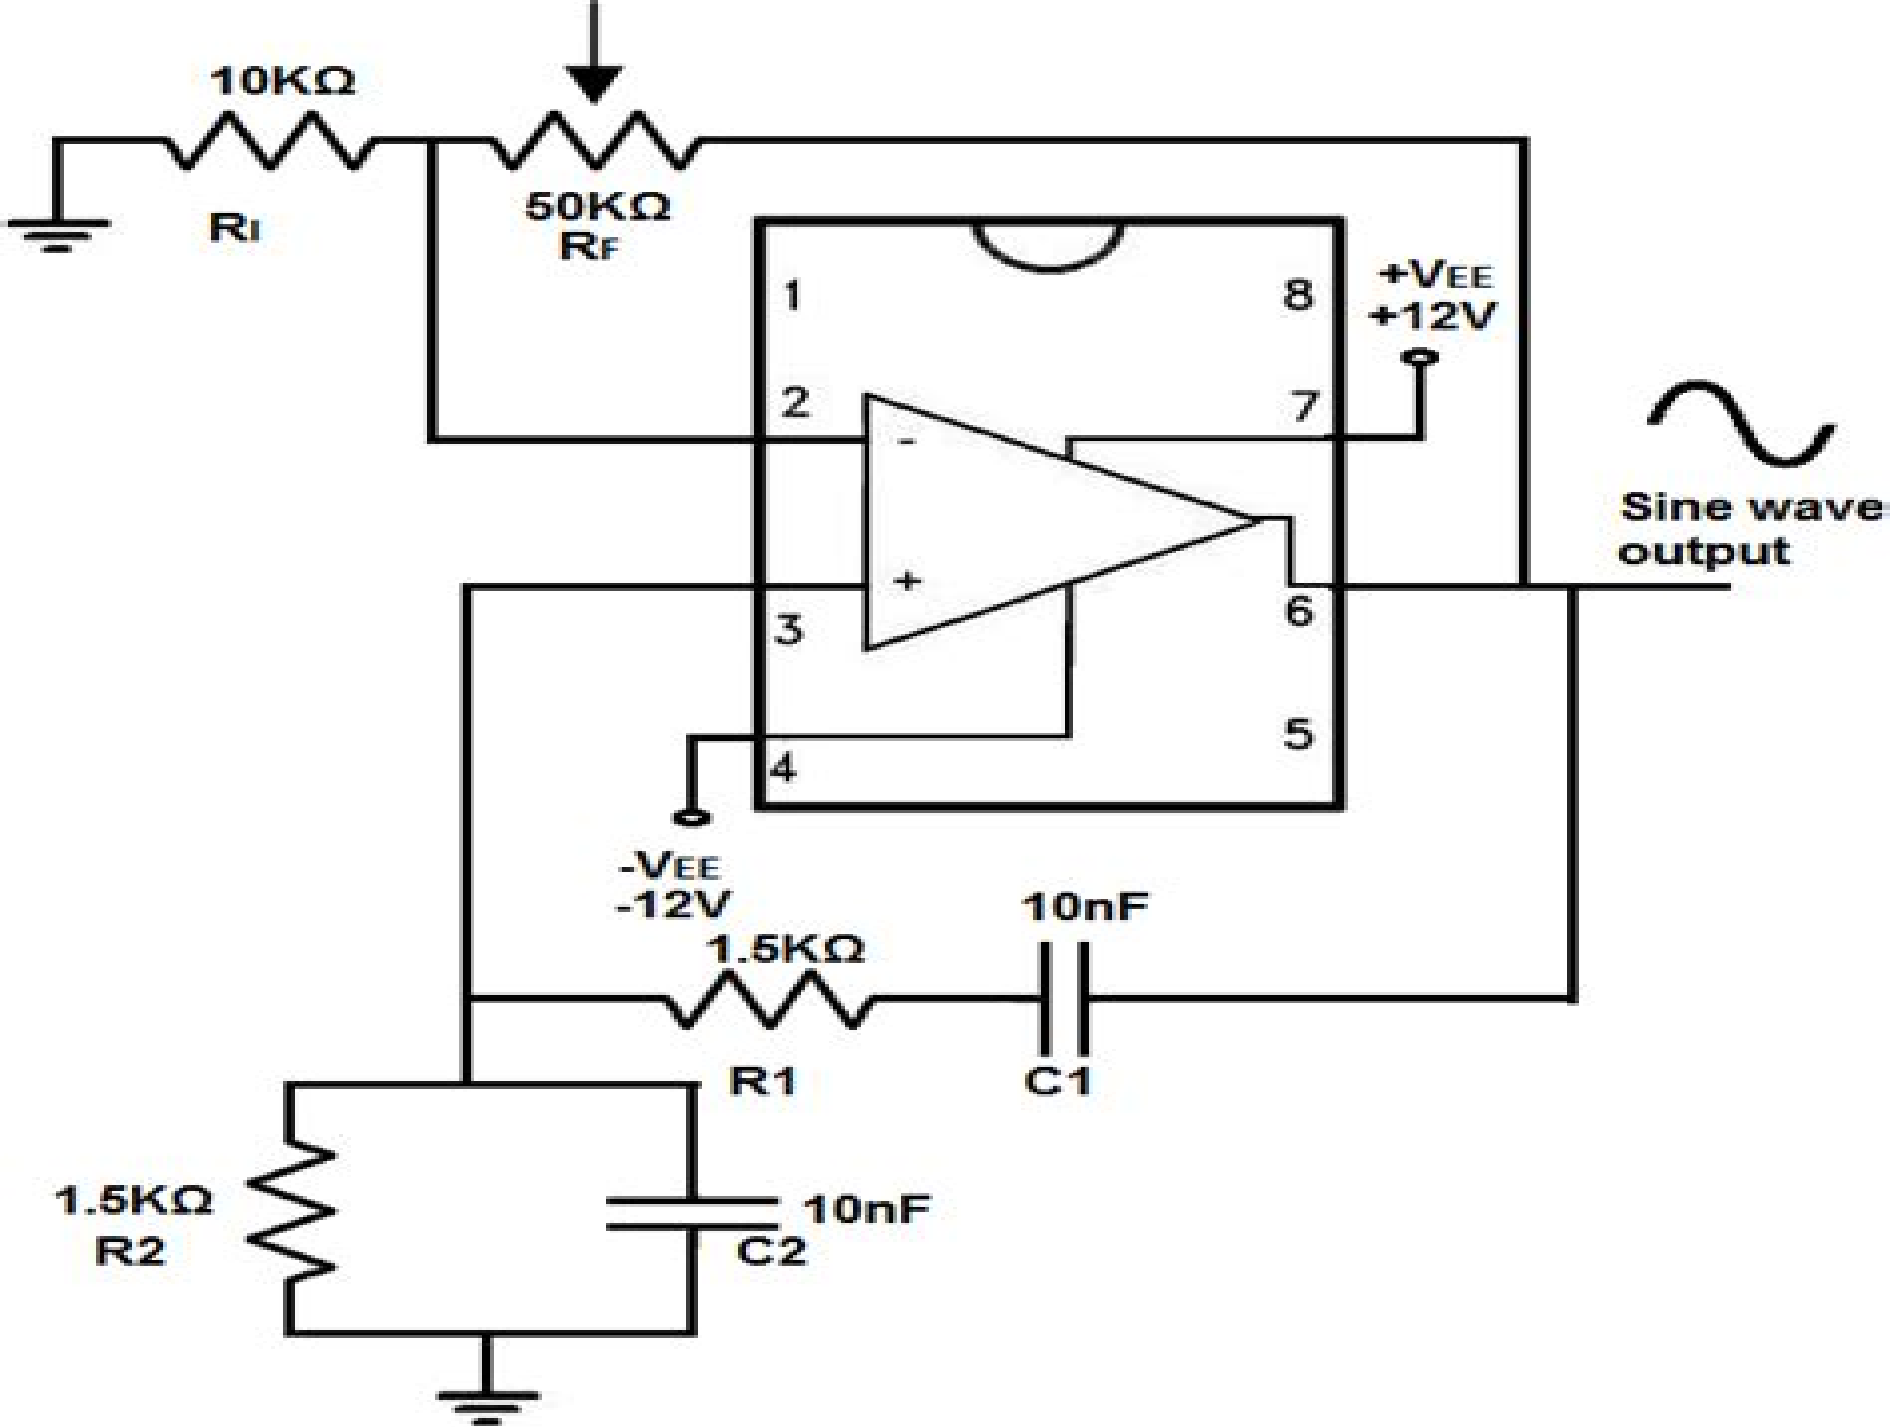 10KΩ
RI
50KΩ
RF
1
8
+VEE
+12V
2
7
-
Sine wave
output
+
6
3
5
4
-VEE
-12V
10nF
1.5KΩ
R1
C1
1.5KΩ
R2
10nF
C2